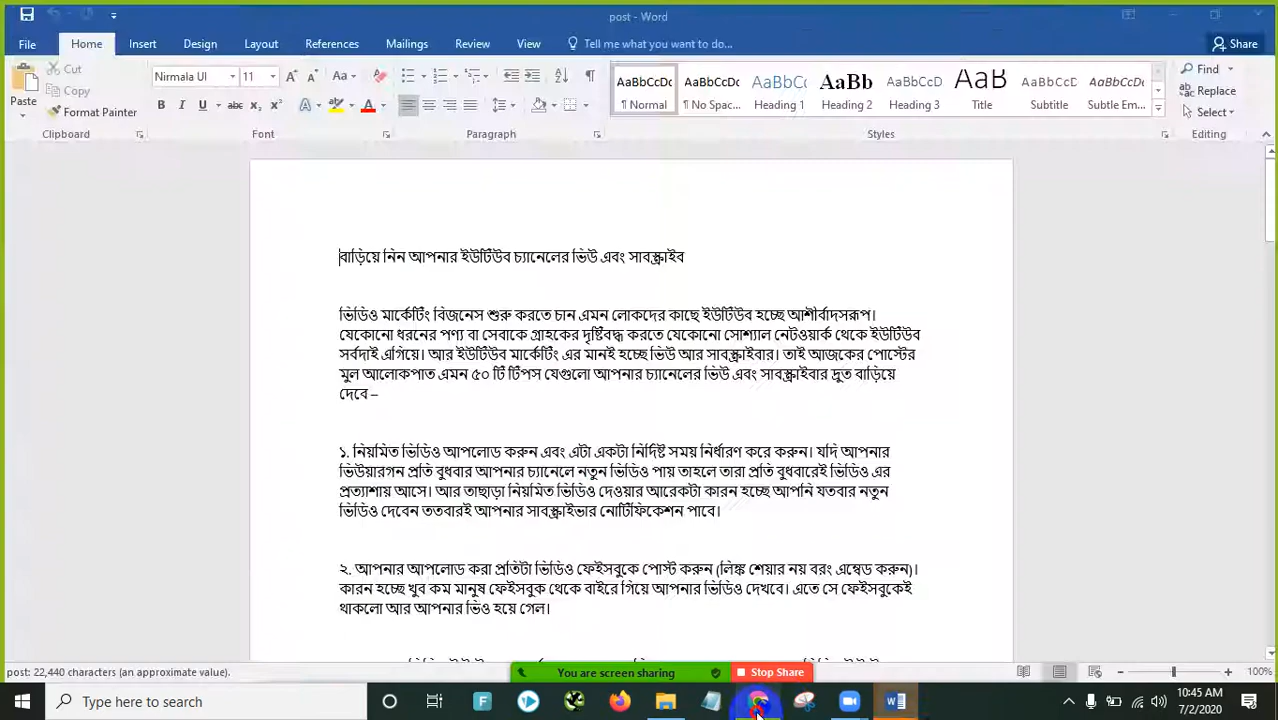 post - Word
File Home Insert Design Layout References Mailings Review View Tell me what you want to do... Share
Cut
Copy
Format Painter
Paste
Nirmala UI 11
AaBbCcDc AaBbCcDc AaBbCc AaBb AaBbCcD AaBb AaBbCcD AaBbCcDc
¶ Normal ¶ No Spac... Heading 1 Heading 2 Heading 3 Title Subtitle Subtle Em...
Find
Replace
Select
Clipboard Font Paragraph Styles Editing
বাড়িয়ে নিন আপনার ইউটিউব চ্যানেলের ভিউ এবং সাবস্ক্রাইব
ভিডিও মার্কেটিং বিজনেস শুরু করতে চান এমন লোকদের কাছে ইউটিউব হচ্ছে আশীর্বাদসরূপ।
যেকোনো ধরনের পণ্য বা সেবাকে গ্রাহকের দৃষ্টিবদ্ধ করতে যেকোনো সোশ্যাল নেটওয়ার্ক থেকে ইউটিউব
সর্বদাই এগিয়ে। আর ইউটিউব মার্কেটিং এর মানই হচ্ছে ভিউ আর সাবস্ক্রাইবার। তাই আজকের পোস্টের
মুল আলোকপাত এমন ৫০ টি টিপস যেগুলো আপনার চ্যানেলের ভিউ এবং সাবস্ক্রাইবার দ্রুত বাড়িয়ে
দেবে –
১. নিয়মিত ভিডিও আপলোড করুন এবং এটা একটা নির্দিষ্ট সময় নির্ধারণ করে করুন। যদি আপনার
ভিউয়ারগন প্রতি বুধবার আপনার চ্যানেলে নতুন ভিডিও পায় তাহলে তারা প্রতি বুধবারেই ভিডিও এর
প্রত্যাশায় আসে। আর তাছাড়া নিয়মিত ভিডিও দেওয়ার আরেকটা কারন হচ্ছে আপনি যতবার নতুন
ভিডিও দেবেন ততবারই আপনার সাবস্ক্রাইভার নোটিফিকেশন পাবে।
২. আপনার আপলোড করা প্রতিটা ভিডিও ফেইসবুকে পোস্ট করুন (লিঙ্ক শেয়ার নয় বরং এম্বেড করুন)।
কারন হচ্ছে খুব কম মানুষ ফেইসবুক থেকে বাইরে গিয়ে আপনার ভিডিও দেখবে। এতে সে ফেইসবুকেই
থাকলো আর আপনার ভিও হয়ে গেল।
post: 22,440 characters (an approximate value).
You are screen sharing Stop Share
100%
Type here to search
10:45 AM
7/2/2020